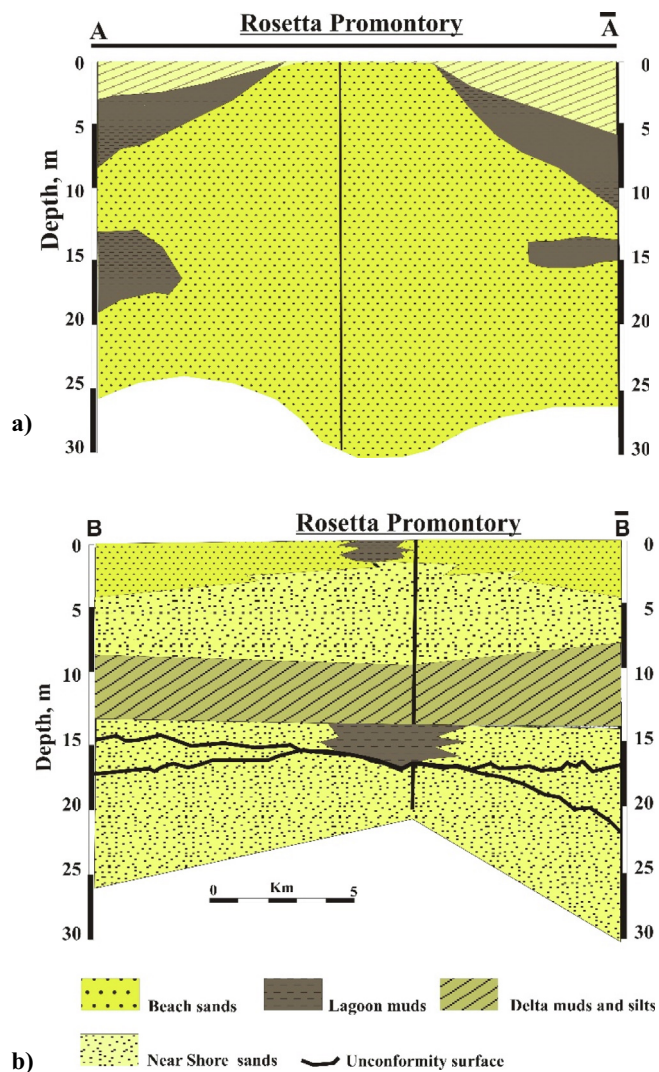 a)
Rosetta Promontory
A Ā
Depth, m
0 0
5 5
10 10
15 15
20 20
25 25
30 30
b)
Rosetta Promontory
B B̄
Depth, m
0 0
5 5
10 10
15 15
20 20
25 25
30 30
0 Km 5
Beach sands Lagoon muds Delta muds and silts
Near Shore sands Unconformity surface